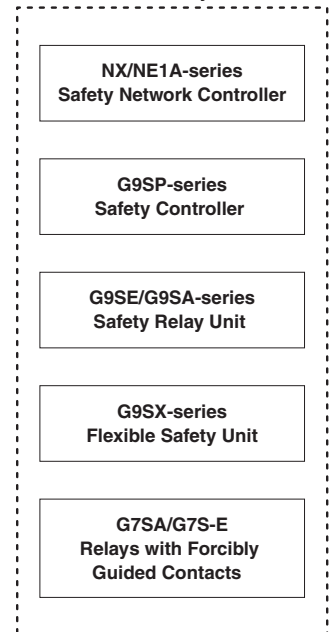 NX/NE1A-series
Safety Network Controller
G9SP-series
Safety Controller
G9SE/G9SA-series
Safety Relay Unit
G9SX-series
Flexible Safety Unit
G7SA/G7S-E
Relays with Forcibly
Guided Contacts